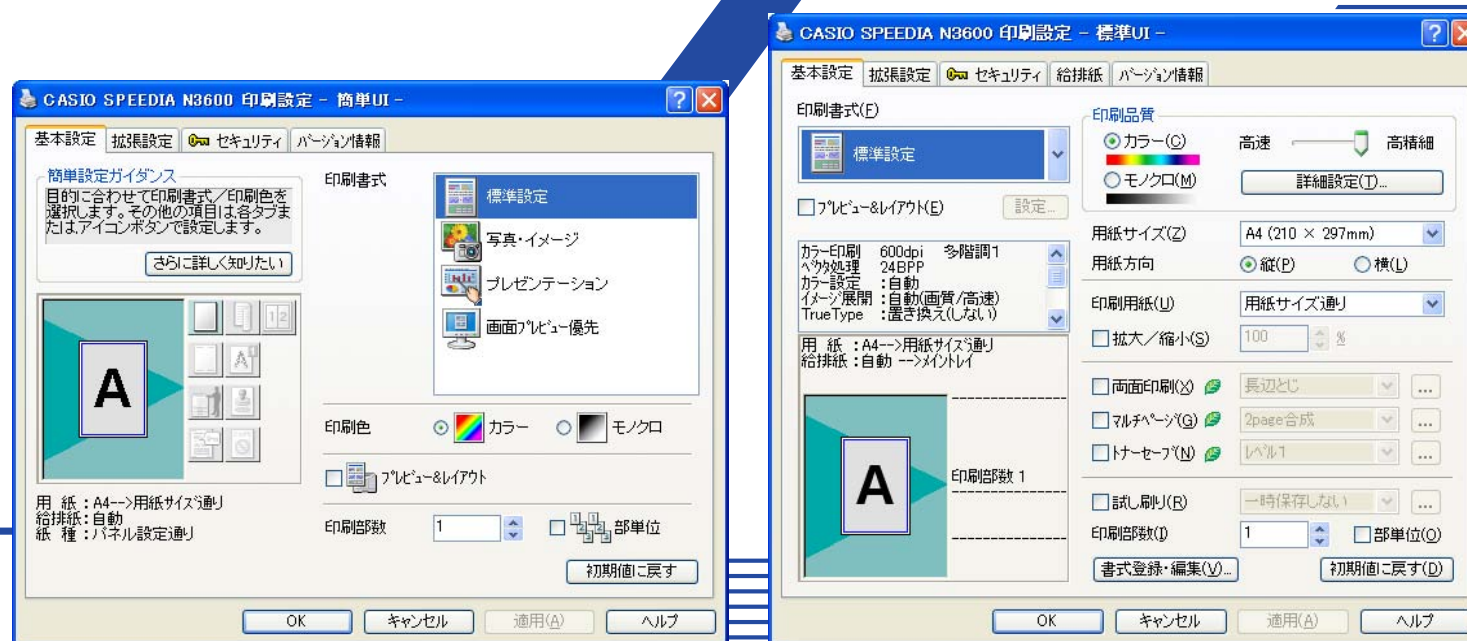 CASIO SPEEDIA N3600 印刷設定 - 簡単UI -
基本設定 拡張設定 セキュリティ バージョン情報
簡単設定ガイダンス
目的に合わせて印刷書式／印刷色を
選択します。その他の項目は各タブま
たはアイコンボタンで設定します。
さらに詳しく知りたい
1 2
A
A
用 紙：A4-->用紙サイズ通り
給排紙：自動
紙 種：パネル設定通り
印刷書式
標準設定
写真・イメージ
プレゼンテーション
画面プレビュー優先
印刷色 カラー モノクロ
プレビュー&レイアウト
印刷部数 1 部単位
初期値に戻す
OK キャンセル 適用(A) ヘルプ
CASIO SPEEDIA N3600 印刷設定 - 標準UI -
基本設定 拡張設定 セキュリティ 給排紙 バージョン情報
印刷書式(F)
標準設定
プレビュー&レイアウト(E) 設定...
カラー印刷 600dpi 多階調1
ベクタ処理 24BPP
カラー設定 ：自動
イメージ展開 ：自動(画質/高速)
TrueType ：置き換え(しない)
用 紙：A4-->用紙サイズ通り
給排紙：自動 -->メイントレイ
A
印刷部数 1
印刷品質
カラー(C) 高速 高精細
モノクロ(M) 詳細設定(T)...
用紙サイズ(Z) A4 (210 × 297mm)
用紙方向 縦(P) 横(L)
印刷用紙(U) 用紙サイズ通り
拡大／縮小(S) 100 %
両面印刷(X) 長辺とじ ...
マルチページ(G) 2page合成 ...
トナーセーブ(N) レベル1 ...
試し刷り(R) 一時保存しない ...
印刷部数(I) 1 部単位(O)
書式登録・編集(V)... 初期値に戻す(D)
OK キャンセル 適用(A) ヘルプ